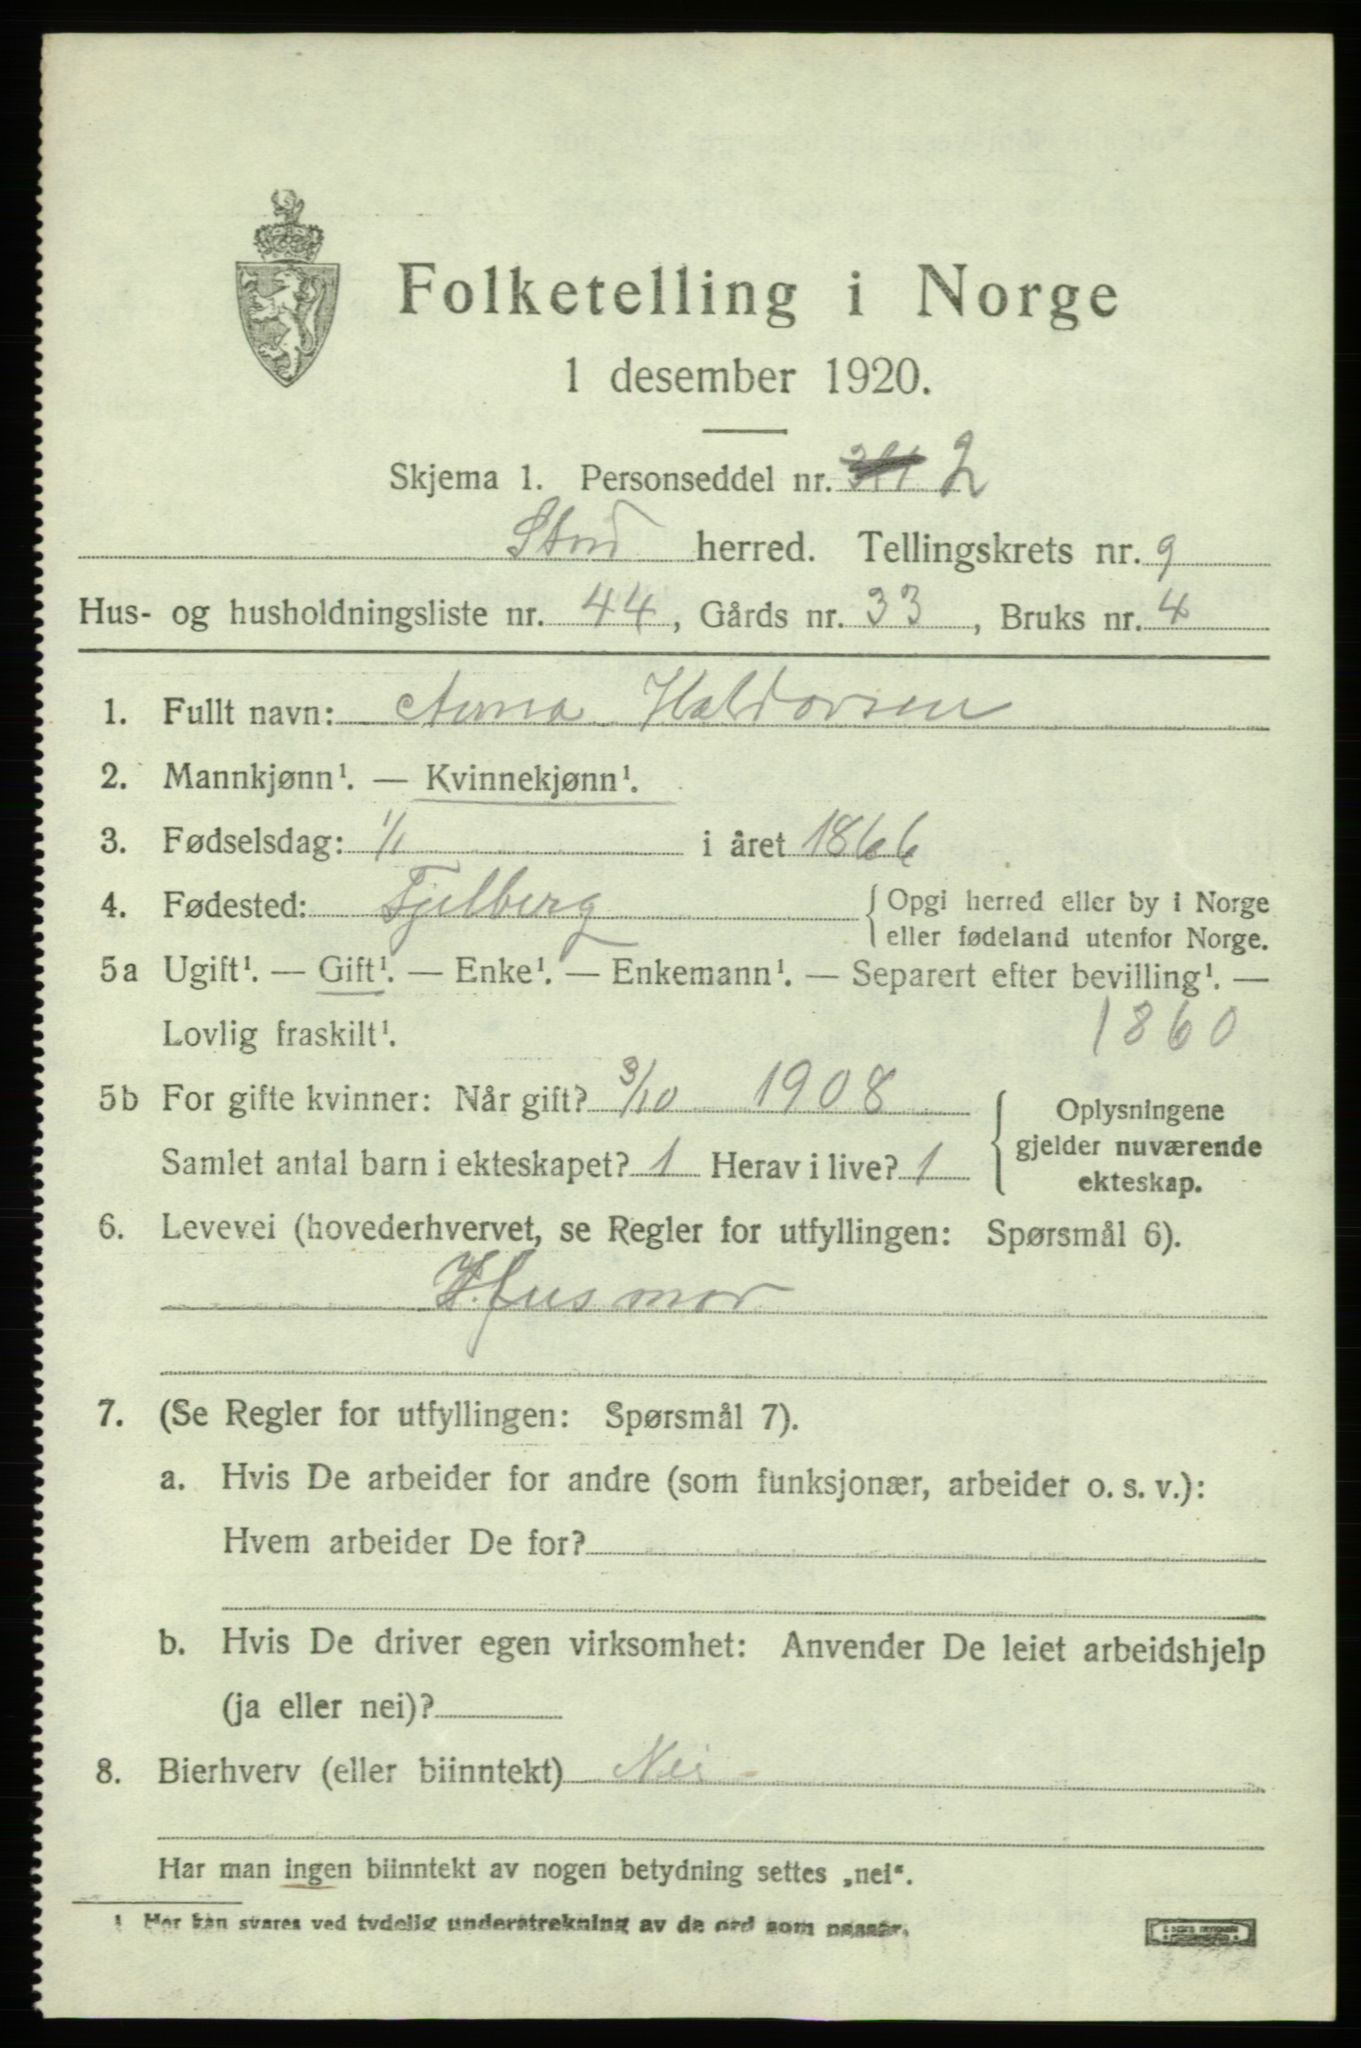 Folketelling i Norge
1 desember 1920.
Skjema 1. Personseddel nr. 2
Stord herred. Tellingskrets nr. 9
Hus- og husholdningsliste nr. 44, Gårds nr. 33, Bruks nr. 4
1. Fullt navn: Anna Haldorsen
2. Mannkjønn¹. — Kvinnekjønn¹.
3. Fødselsdag: 1/1 i året 1866
4. Fødested: Fjelberg { Opgi herred eller by i Norge
eller fødeland utenfor Norge.
5a Ugift¹. — Gift¹. — Enke¹. — Enkemann¹. — Separert efter bevilling¹. —
Lovlig fraskilt¹.
1860
5b For gifte kvinner: Når gift? 3/10 1908
Samlet antal barn i ekteskapet? 1 Herav i live? 1
Oplysningene
gjelder nuværende
ekteskap.
6. Levevei (hovederhvervet, se Regler for utfyllingen: Spørsmål 6).
Husmor
7. (Se Regler for utfyllingen: Spørsmål 7).
a. Hvis De arbeider for andre (som funksjonær, arbeider o. s. v.):
Hvem arbeider De for?
b. Hvis De driver egen virksomhet: Anvender De leiet arbeidshjelp
(ja eller nei)?
8. Bierhverv (eller biinntekt) Nei
Har man ingen biinntekt av nogen betydning settes „nei“.
¹ Her kan svares ved tydelig understrekning av de ord som passer.